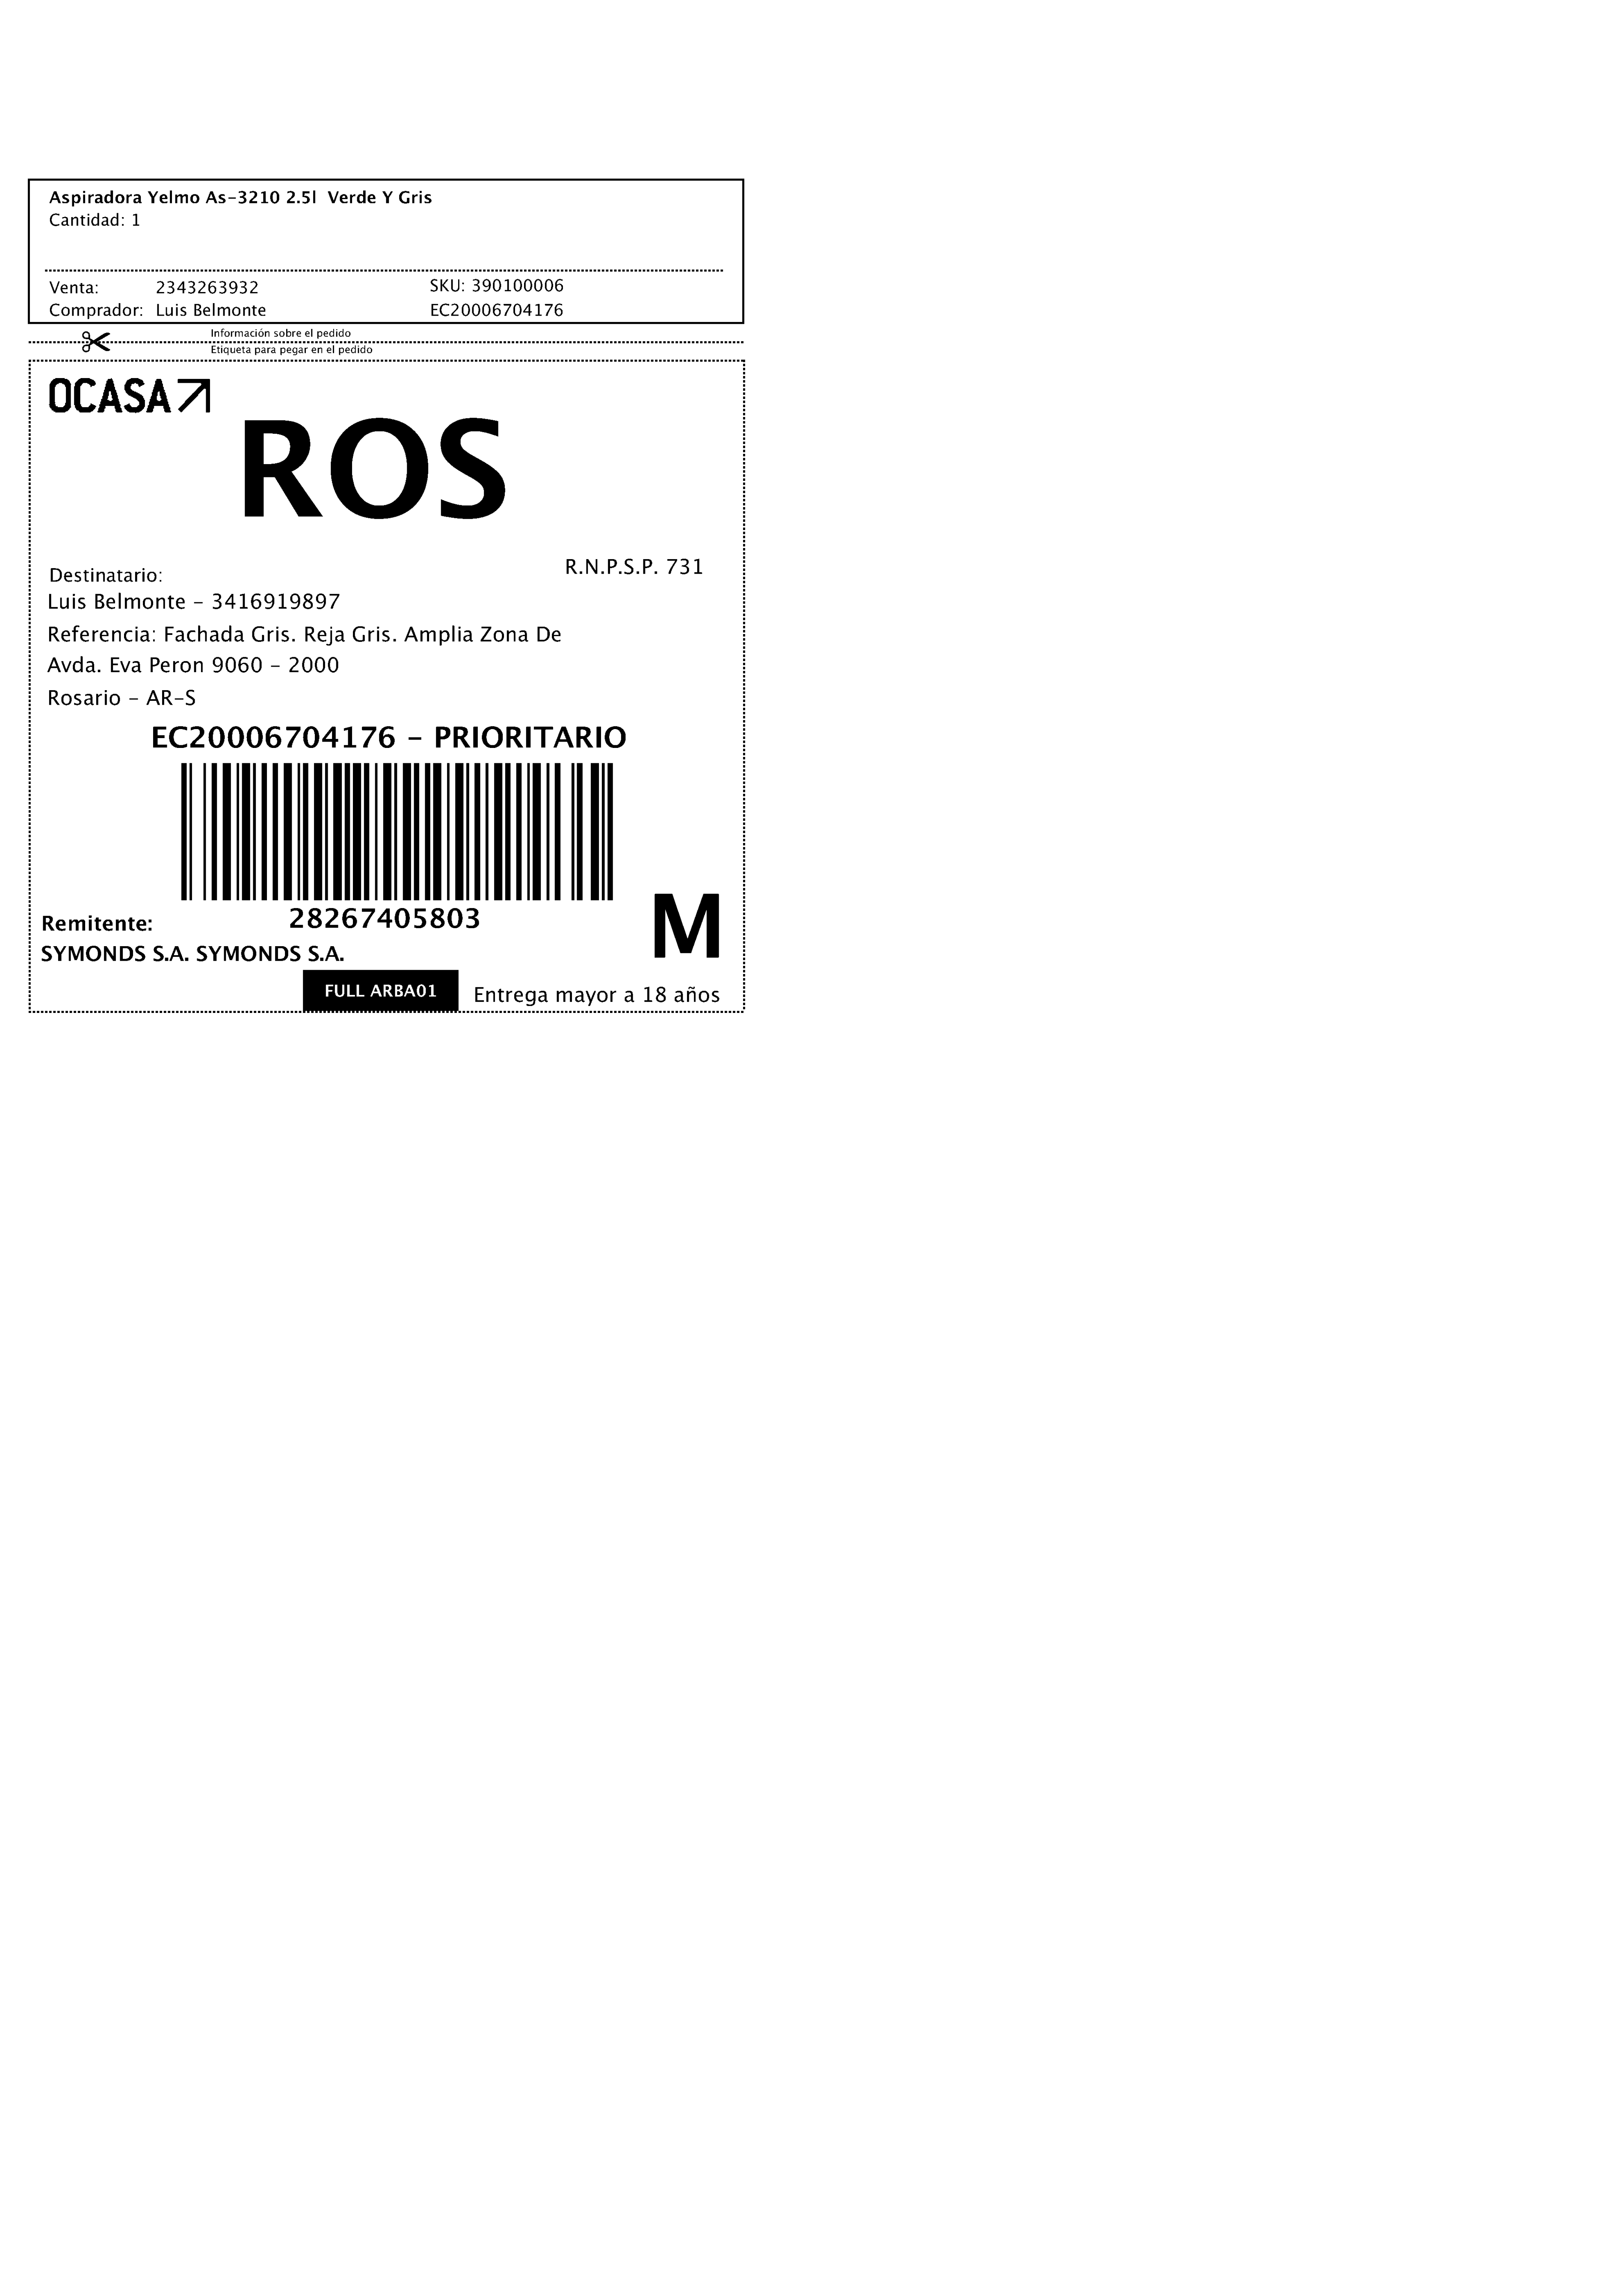 Aspiradora Yelmo As-3210 2.5l  Verde Y Gris
Cantidad: 1
Venta: 2343263932 SKU: 390100006
Comprador: Luis Belmonte EC20006704176
Información sobre el pedido
Etiqueta para pegar en el pedido
OCASA
ROS
R.N.P.S.P. 731
Destinatario:
Luis Belmonte - 3416919897
Referencia: Fachada Gris. Reja Gris. Amplia Zona De
Avda. Eva Peron 9060 - 2000
Rosario - AR-S
EC20006704176 - PRIORITARIO
28267405803
Remitente:
SYMONDS S.A. SYMONDS S.A.
M
FULL ARBA01
Entrega mayor a 18 años